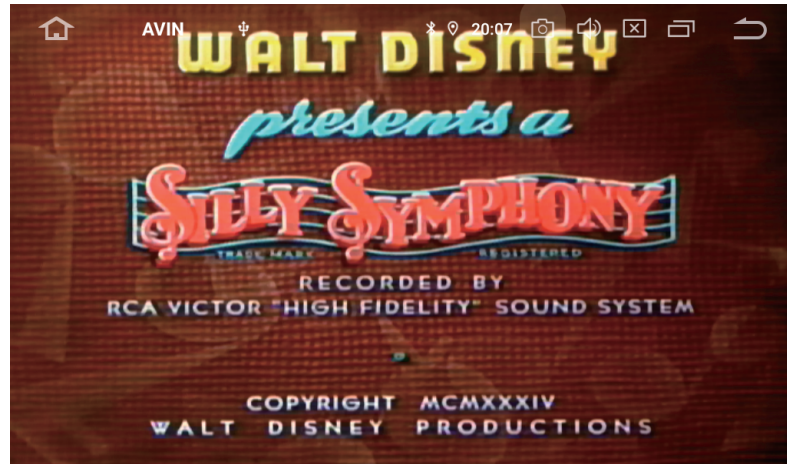 AVIN 20:07
WALT DISNEY
presents a
SILLY SYMPHONY
TRADE MARK REGISTERED
RECORDED BY
RCA VICTOR "HIGH FIDELITY" SOUND SYSTEM
COPYRIGHT MCMXXXIV
WALT DISNEY PRODUCTIONS